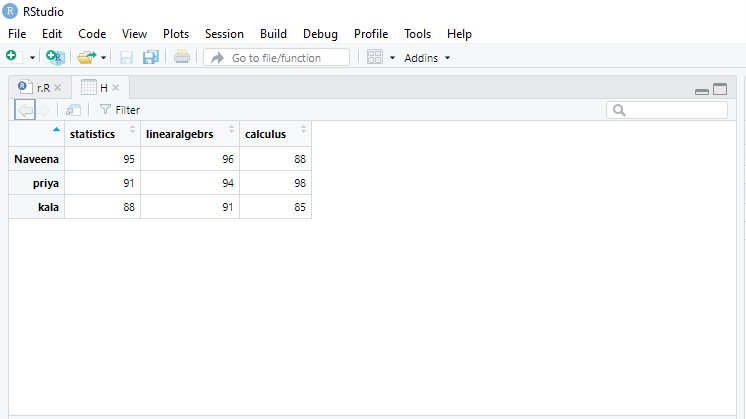 RStudio
File Edit Code View Plots Session Build Debug Profile Tools Help
Go to file/function Addins
r.R H
Filter
statistics linearalgebrs calculus
Naveena 95 96 88
priya 91 94 98
kala 88 91 85